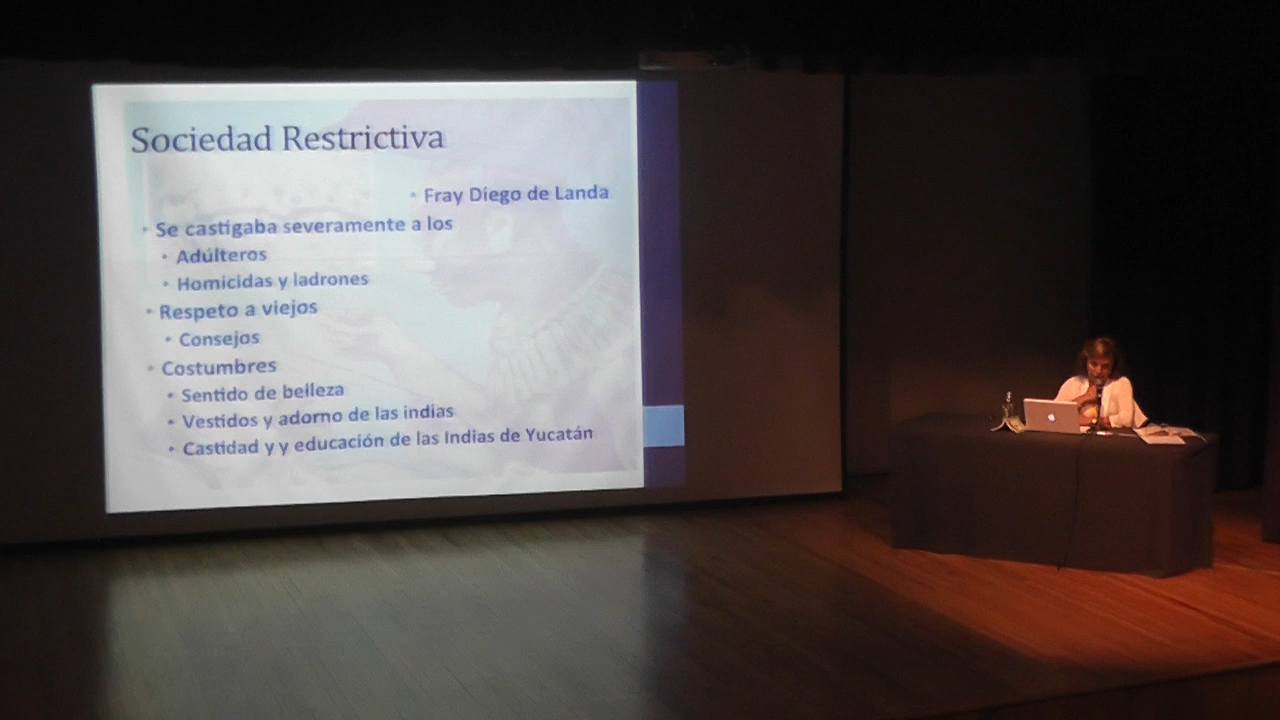 Sociedad Restrictiva
• Fray Diego de Landa
• Se castigaba severamente a los
• Adúlteros
• Homicidas y ladrones
• Respeto a viejos
• Consejos
• Costumbres
• Sentido de belleza
• Vestidos y adorno de las indias
• Castidad y y educación de las Indias de Yucatán